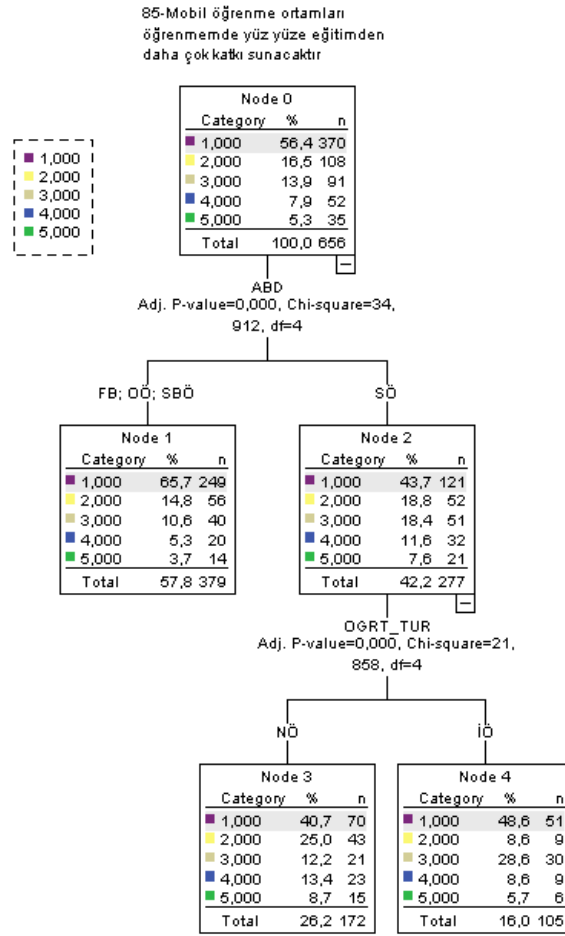 85-Mobil öğrenme ortamları
öğrenmemde yüz yüze eğitimden
daha çok katkı sunacaktır
1,000
2,000
3,000
4,000
5,000
Node 0
Category % n
1,000 56,4 370
2,000 16,5 108
3,000 13,9 91
4,000 7,9 52
5,000 5,3 35
Total 100,0 656
ABD
Adj. P-value=0,000, Chi-square=34,
912, df=4
FB; OÖ; SBÖ
SÖ
Node 1
Category % n
1,000 65,7 249
2,000 14,8 56
3,000 10,6 40
4,000 5,3 20
5,000 3,7 14
Total 57,8 379
Node 2
Category % n
1,000 43,7 121
2,000 18,8 52
3,000 18,4 51
4,000 11,6 32
5,000 7,6 21
Total 42,2 277
OGRT_TUR
Adj. P-value=0,000, Chi-square=21,
858, df=4
NÖ
İÖ
Node 3
Category % n
1,000 40,7 70
2,000 25,0 43
3,000 12,2 21
4,000 13,4 23
5,000 8,7 15
Total 26,2 172
Node 4
Category % n
1,000 48,6 51
2,000 8,6 9
3,000 28,6 30
4,000 8,6 9
5,000 5,7 6
Total 16,0 105